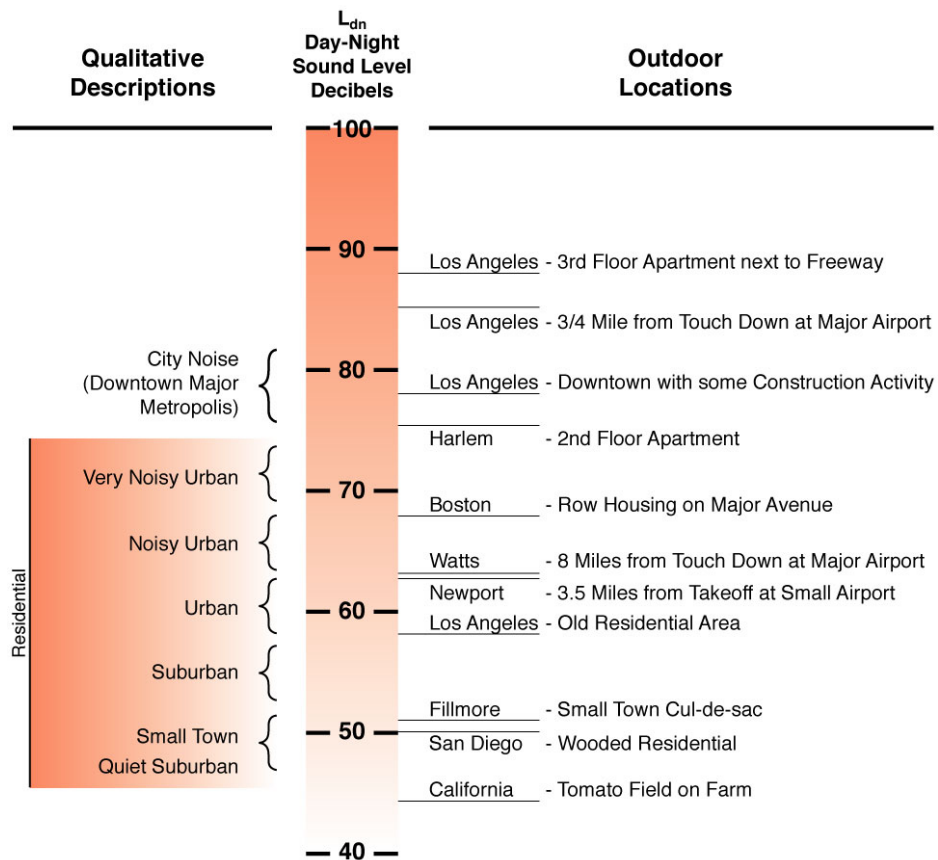 Qualitative
Descriptions
L_dn
Day-Night
Sound Level
Decibels
Outdoor
Locations
100
90
Los Angeles - 3rd Floor Apartment next to Freeway
Los Angeles - 3/4 Mile from Touch Down at Major Airport
City Noise
(Downtown Major
Metropolis)
80
Los Angeles - Downtown with some Construction Activity
Harlem - 2nd Floor Apartment
Residential
Very Noisy Urban
70
Boston - Row Housing on Major Avenue
Noisy Urban
Watts - 8 Miles from Touch Down at Major Airport
Urban
60
Newport - 3.5 Miles from Takeoff at Small Airport
Los Angeles - Old Residential Area
Suburban
Fillmore - Small Town Cul-de-sac
Small Town
Quiet Suburban
50
San Diego - Wooded Residential
California - Tomato Field on Farm
40